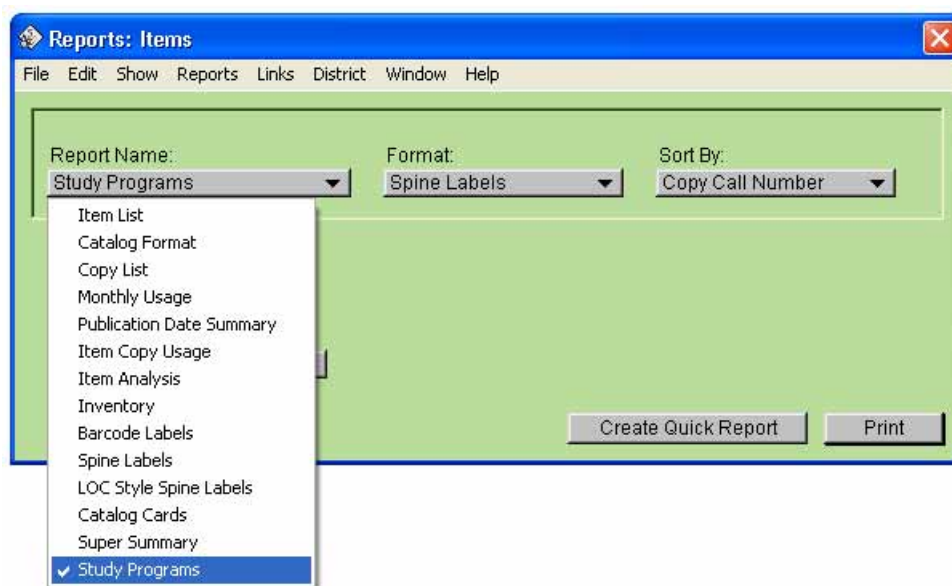 Reports: Items
File Edit Show Reports Links District Window Help
Report Name: Format: Sort By:
Study Programs Spine Labels Copy Call Number
Item List
Catalog Format
Copy List
Monthly Usage
Publication Date Summary
Item Copy Usage
Item Analysis
Inventory
Barcode Labels
Spine Labels
LOC Style Spine Labels
Catalog Cards
Super Summary
Study Programs
Create Quick Report Print